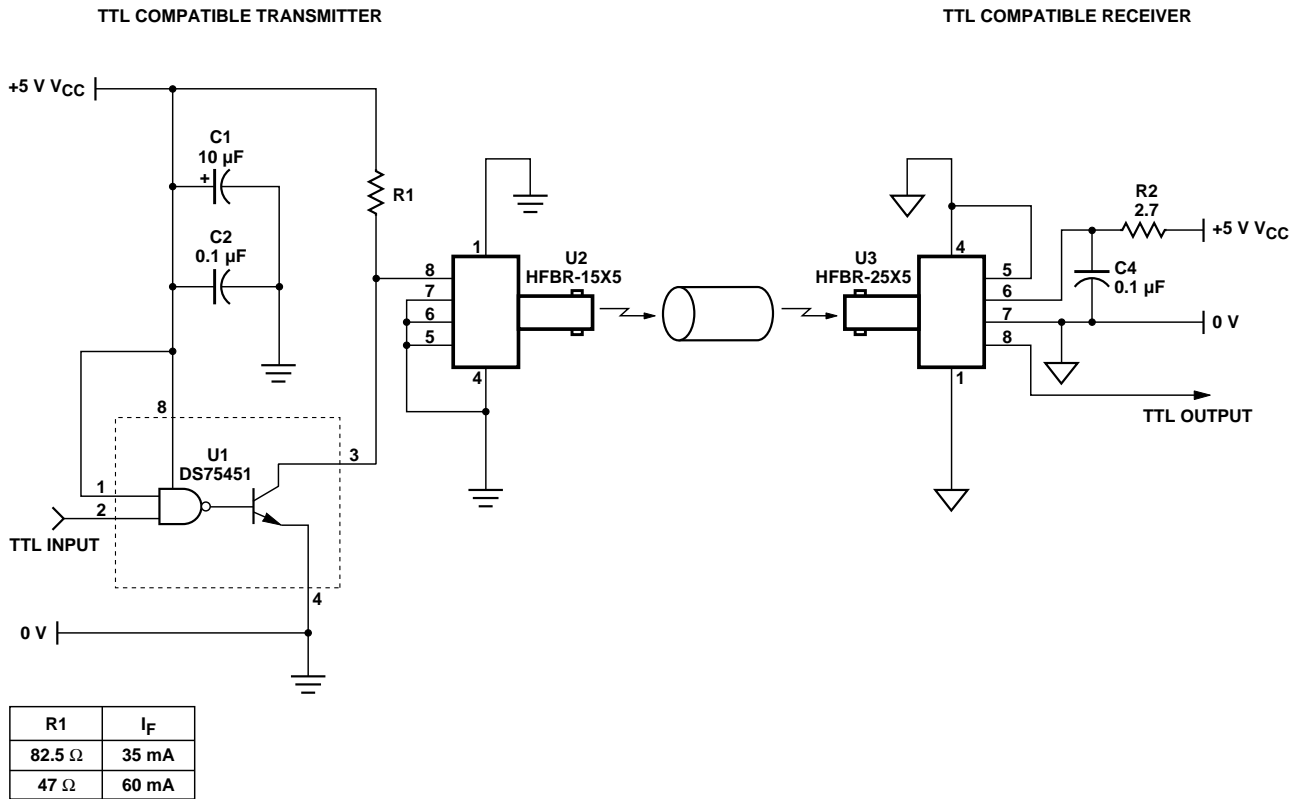 TTL COMPATIBLE TRANSMITTER
TTL COMPATIBLE RECEIVER
+5 V VCC
C1
10 µF
+
C2
0.1 µF
R1
1
U2
HFBR-15X5
8
7
6
5
4
U3
HFBR-25X5
4
5
6
7
8
1
R2
2.7
+5 V VCC
C4
0.1 µF
0 V
TTL OUTPUT
8
U1
DS75451
3
1
2
TTL INPUT
4
0 V
R1 IF
82.5 Ω 35 mA
47 Ω 60 mA